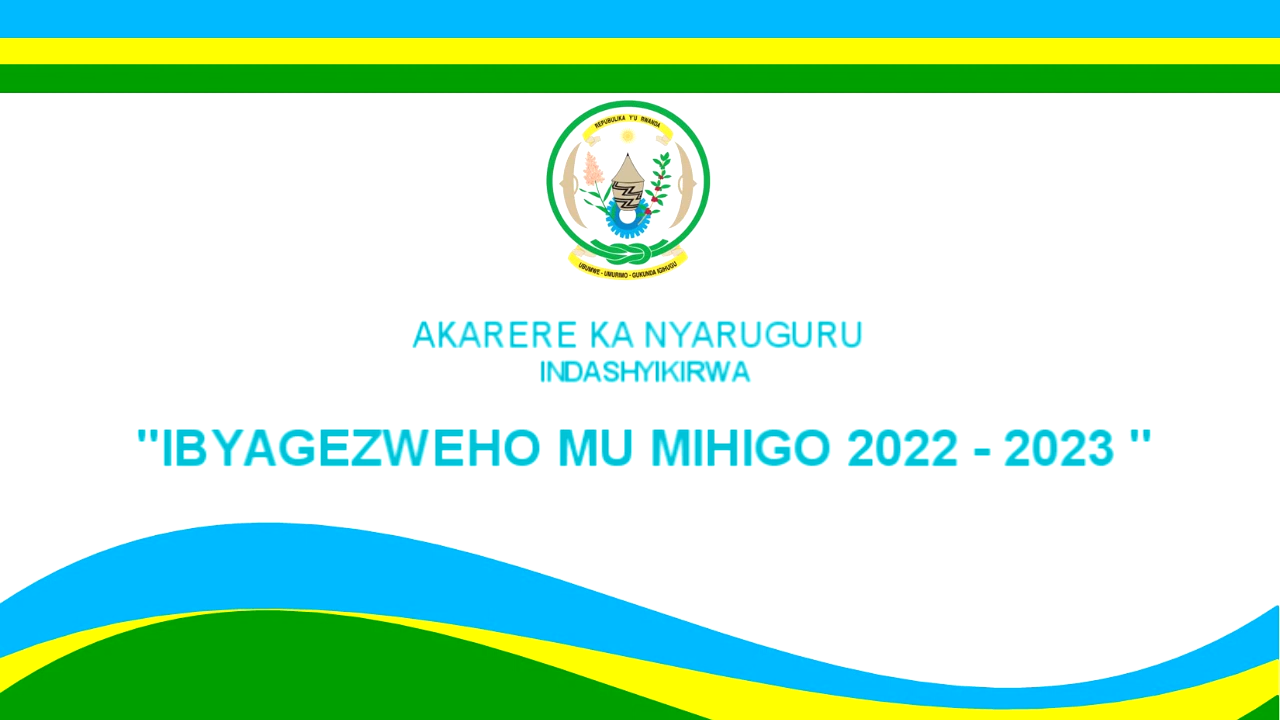 REPUBULIKA Y'U RWANDA
UBUMWE - UMURIMO - GUKUNDA IGIHUGU
AKARERE KA NYARUGURU
INDASHYIKIRWA
"IBYAGEZWEHO MU MIHIGO 2022 - 2023 "